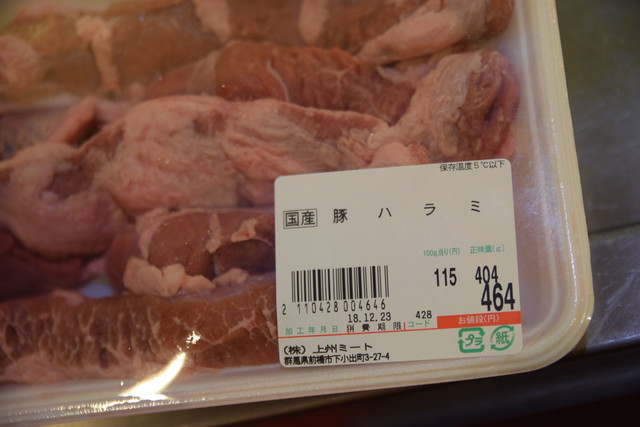 保存温度5℃以下
国産 豚 ハ ラ ミ
100g当り(円) 正味量(g)
115 404
464
2 110428 004646
18.12.23 428
加工年月日 消費期限 コード お値段(円)
(株) 上州ミート
群馬県前橋市下小出町3-27-4
プラ 紙